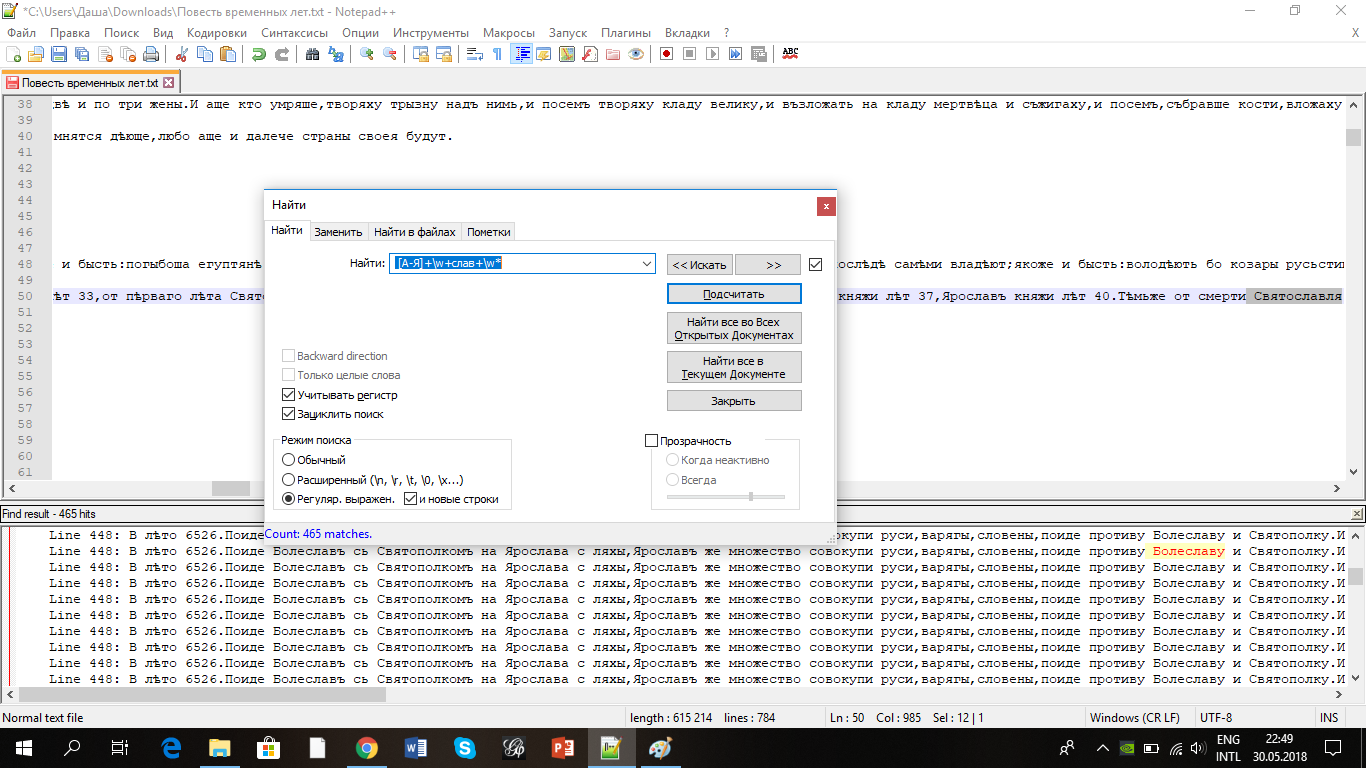 *C:\Users\Даша\Downloads\Повесть временных лет.txt - Notepad++
Файл Правка Поиск Вид Кодировки Синтаксисы Опции Инструменты Макросы Запуск Плагины Вкладки ? X
Повесть временных лет.txt
38 двѣ и по три жены.И аще кто умряше,творяху трызну надъ нимь,и посемъ творяху кладу велику,и възложать на кладу мертвѣца и съжигаху,и посемъ,събравше кости,вложаху
39
40 мнятся дѣюще,любо аще и далече страны своея будут.
41
42
43
44
45
46
47
48 и бысть:погыбоша египтянѣ послѣдѣ самѣми владѣют;якоже и бысть:володѣють бо козары русьсти
49
50 лѣт 33,от пѣрваго лѣта Свято княжи лѣт 37,Ярославъ княжи лѣт 40.Тѣмьже от смерти Святославля
51
52
53
54
55
56
57
58
59
60
61
Найти x
Найти Заменить Найти в файлах Пометки
Найти: [А-Я]+\w+слав+\w*
<< Искать >>
Подсчитать
Найти все во Всех
Открытых Документах
Найти все в
Текущем Документе
Закрыть
Backward direction
Только целые слова
Учитывать регистр
Зациклить поиск
Режим поиска
Обычный
Расширенный (\n, \r, \t, \0, \x...)
Регуляр. выражен. и новые строки
Прозрачность
Когда неактивно
Всегда
Count: 465 matches.
Find result - 465 hits
Line 448: В лѣто 6526.Поиде окупи руси,варягы,словены,поиде противу Болеславу и Святополку.И
Line 448: В лѣто 6526.Поиде Болеславъ сь Святополкомъ на Ярослава с ляхы,Ярославъ же множество совокупи руси,варягы,словены,поиде противу Болеславу и Святополку.И
Line 448: В лѣто 6526.Поиде Болеславъ сь Святополкомъ на Ярослава с ляхы,Ярославъ же множество совокупи руси,варягы,словены,поиде противу Болеславу и Святополку.И
Line 448: В лѣто 6526.Поиде Болеславъ сь Святополкомъ на Ярослава с ляхы,Ярославъ же множество совокупи руси,варягы,словены,поиде противу Болеславу и Святополку.И
Line 448: В лѣто 6526.Поиде Болеславъ сь Святополкомъ на Ярослава с ляхы,Ярославъ же множество совокупи руси,варягы,словены,поиде противу Болеславу и Святополку.И
Line 448: В лѣто 6526.Поиде Болеславъ сь Святополкомъ на Ярослава с ляхы,Ярославъ же множество совокупи руси,варягы,словены,поиде противу Болеславу и Святополку.И
Line 448: В лѣто 6526.Поиде Болеславъ сь Святополкомъ на Ярослава с ляхы,Ярославъ же множество совокупи руси,варягы,словены,поиде противу Болеславу и Святополку.И
Line 448: В лѣто 6526.Поиде Болеславъ сь Святополкомъ на Ярослава с ляхы,Ярославъ же множество совокупи руси,варягы,словены,поиде противу Болеславу и Святополку.И
Line 448: В лѣто 6526.Поиде Болеславъ сь Святополкомъ на Ярослава с ляхы,Ярославъ же множество совокупи руси,варягы,словены,поиде противу Болеславу и Святополку.И
Line 448: В лѣто 6526.Поиде Болеславъ сь Святополкомъ на Ярослава с ляхы,Ярославъ же множество совокупи руси,варягы,словены,поиде противу Болеславу и Святополку.И
Normal text file length : 615 214 lines : 784 Ln : 50 Col : 985 Sel : 12 | 1 Windows (CR LF) UTF-8 INS
ENG 22:49
INTL 30.05.2018